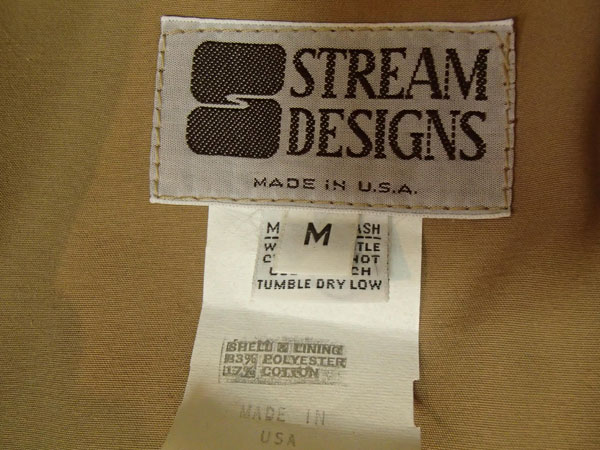 STREAM
DESIGNS
MADE IN U.S.A.
M
TUMBLE DRY LOW
SHELL & LINING
83% POLYESTER
17% COTTON
MADE IN
USA